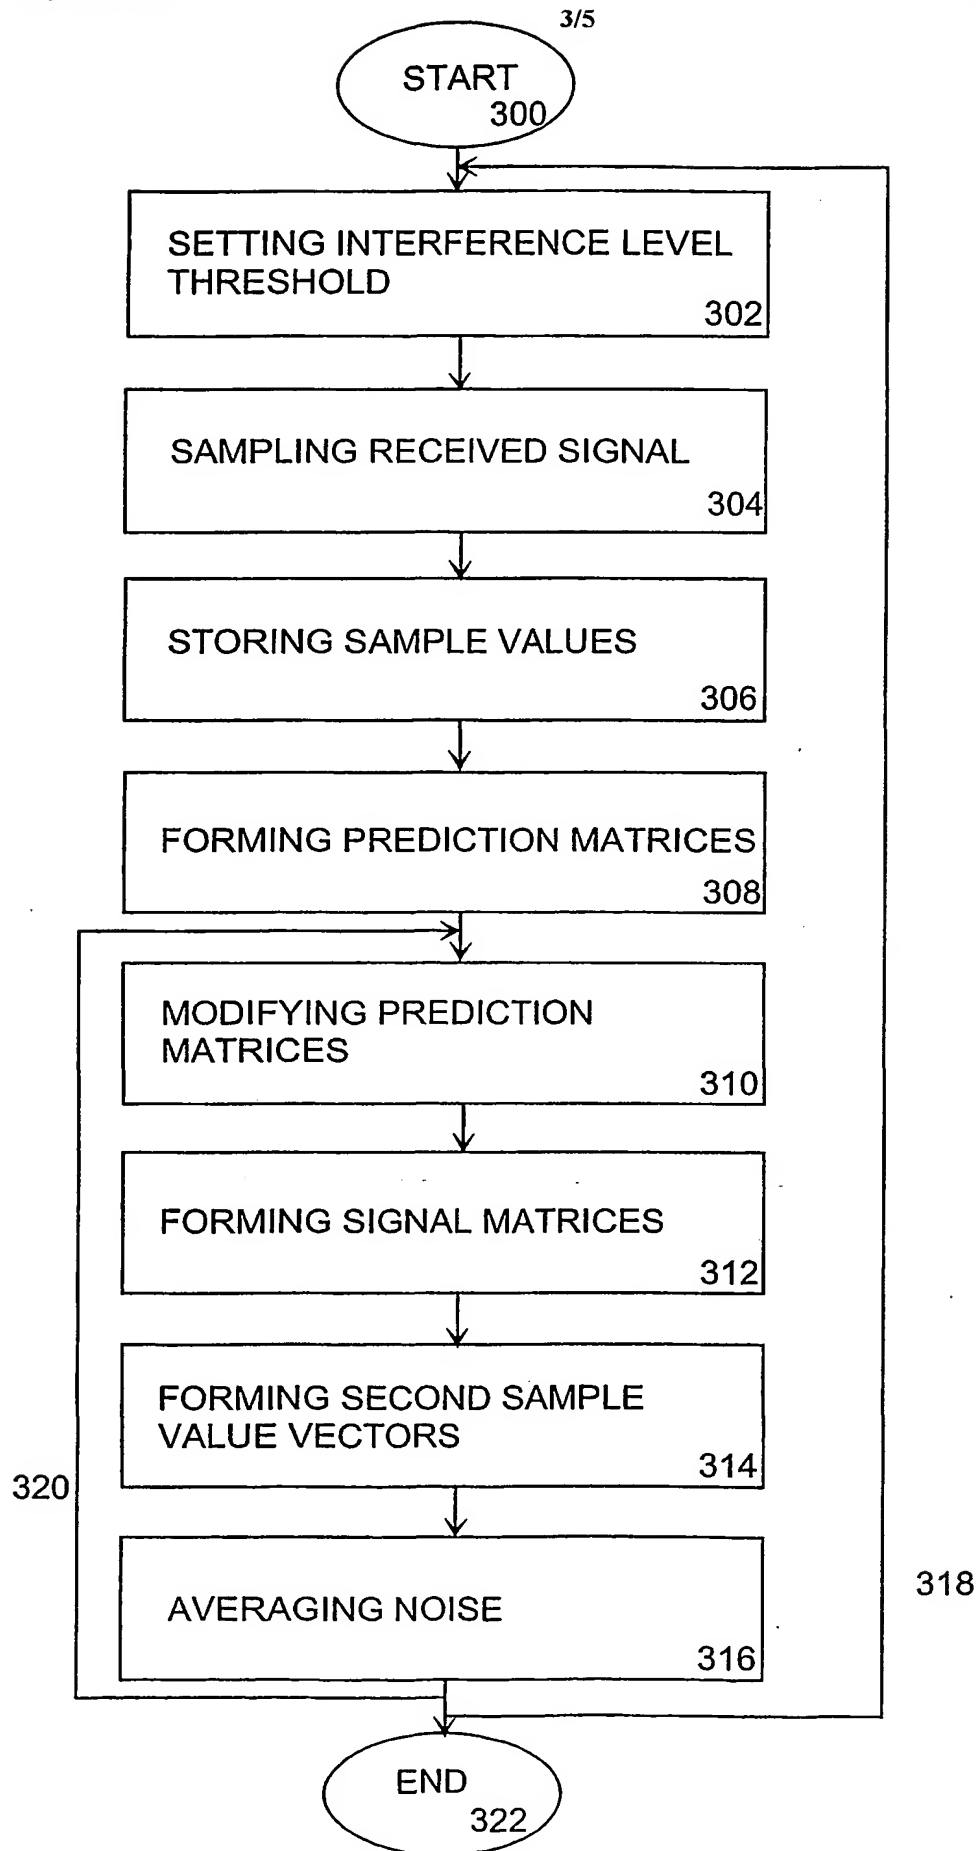 3/5
START
300
SETTING INTERFERENCE LEVEL
THRESHOLD
302
SAMPLING RECEIVED SIGNAL
304
STORING SAMPLE VALUES
306
FORMING PREDICTION MATRICES
308
MODIFYING PREDICTION
MATRICES
310
FORMING SIGNAL MATRICES
312
FORMING SECOND SAMPLE
VALUE VECTORS
314
320
AVERAGING NOISE
316
318
END
322